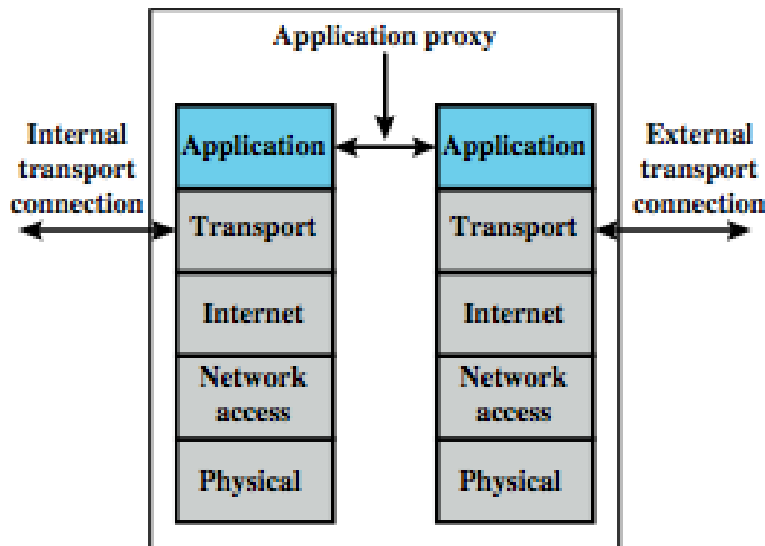 Application proxy
Internal
transport
connection
Application
Application
External
transport
connection
Transport
Transport
Internet
Internet
Network
access
Network
access
Physical
Physical